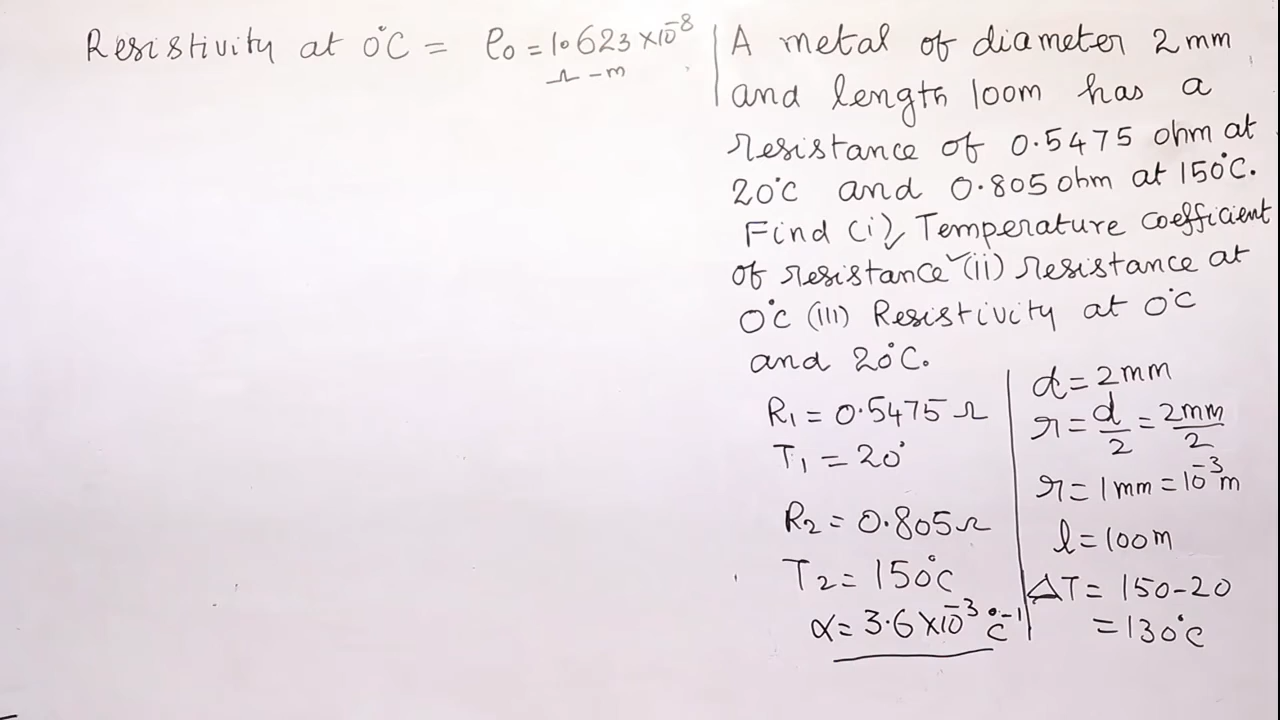 Resistivity at 0°C = ρ₀ = 1.623 ×10⁻⁸
Ω-m
A metal of diameter 2mm
and length 100m has a
resistance of 0.5475 ohm at
20°C and 0.805 ohm at 150°C.
Find (i) Temperature coefficient
of resistance (ii) resistance at
0°C (iii) Resistivity at 0°C
and 20°C.
R₁ = 0.5475 Ω
T₁ = 20°
R₂ = 0.805 Ω
T₂ = 150°C
α = 3.6 ×10⁻³ °C⁻¹
d = 2mm
r = d/2 = 2mm/2
r = 1mm = 10⁻³m
l = 100m
ΔT = 150-20
= 130°C